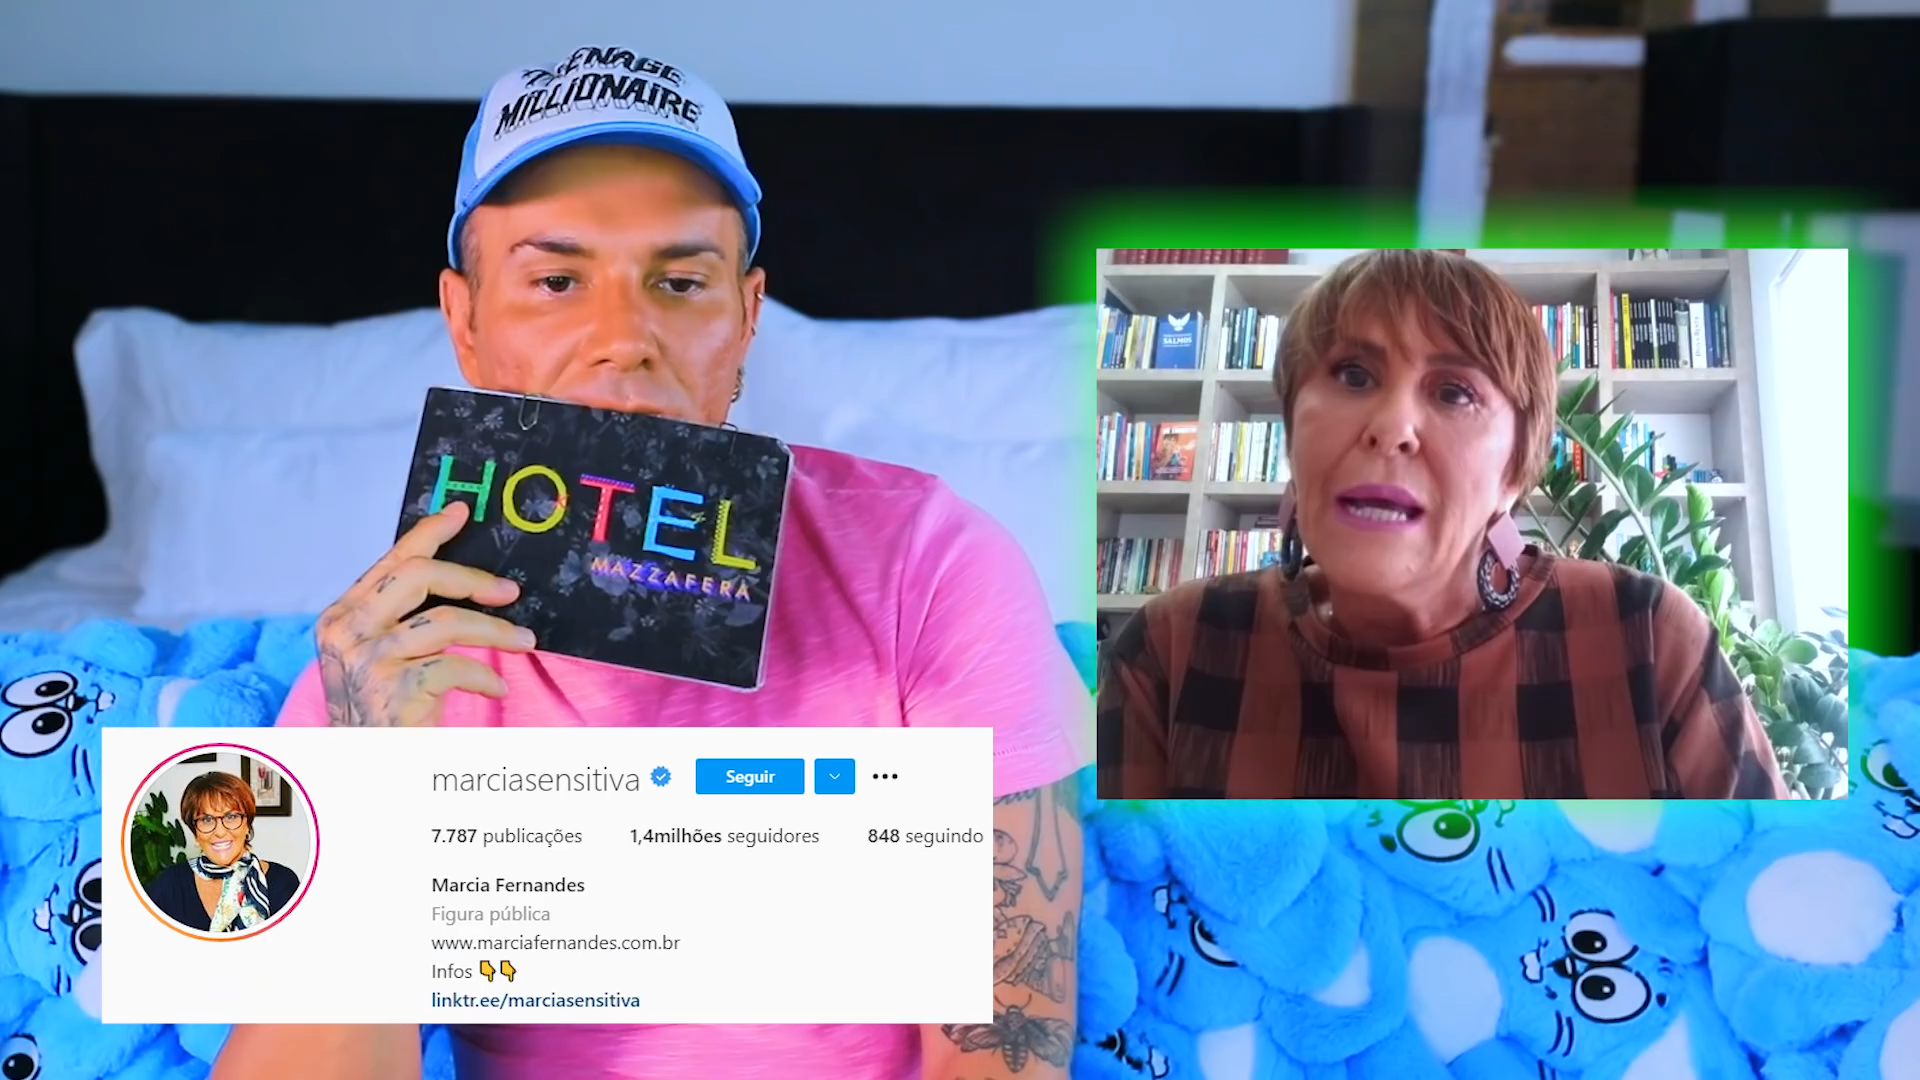 TEENAGE
MILLIONAIRE
HOTEL
MAZZAFERA
SALMOS
marciasensitiva
Seguir
7.787 publicações
1,4milhões seguidores
848 seguindo
Marcia Fernandes
Figura pública
www.marciafernandes.com.br
Infos 👇👇
linktr.ee/marciasensitiva